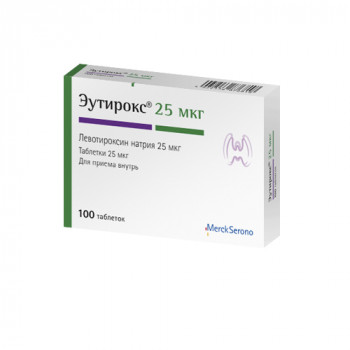 Эутирокс® 25 мкг
Левотироксин натрия 25 мкг
Таблетки 25 мкг
Для приема внутрь
100 таблеток
MerckSerono